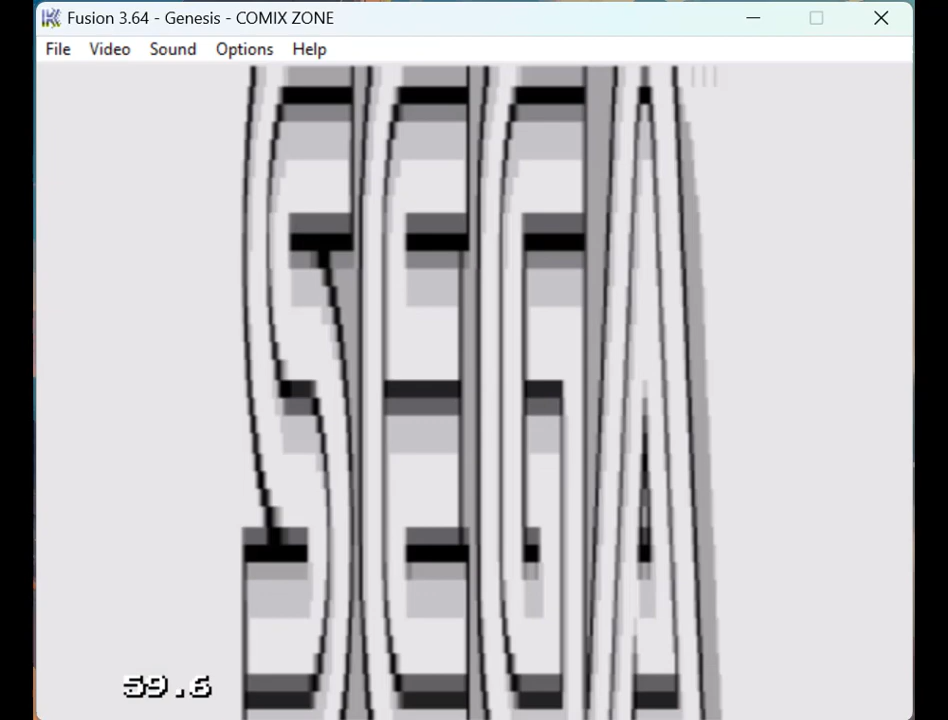 Fusion 3.64 - Genesis - COMIX ZONE
File Video Sound Options Help
SEGA
59.6